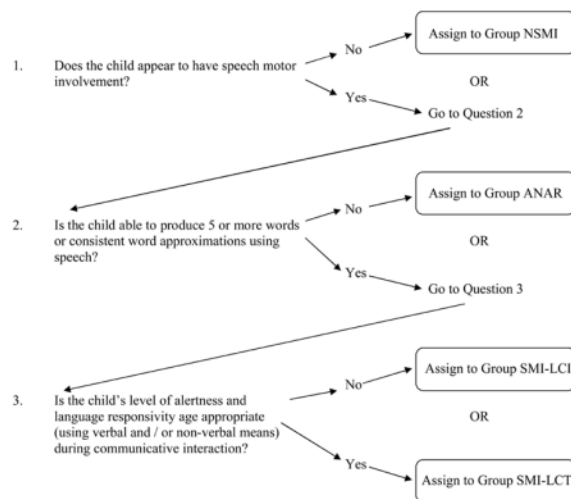 No
Assign to Group NSMI
1. Does the child appear to have speech motor
involvement?
OR
Yes
Go to Question 2
2. Is the child able to produce 5 or more words
or consistent word approximations using
speech?
No
Assign to Group ANAR
OR
Yes
Go to Question 3
3. Is the child's level of alertness and
language responsivity age appropriate
(using verbal and / or non-verbal means)
during communicative interaction?
No
Assign to Group SMI-LCI
OR
Yes
Assign to Group SMI-LCT